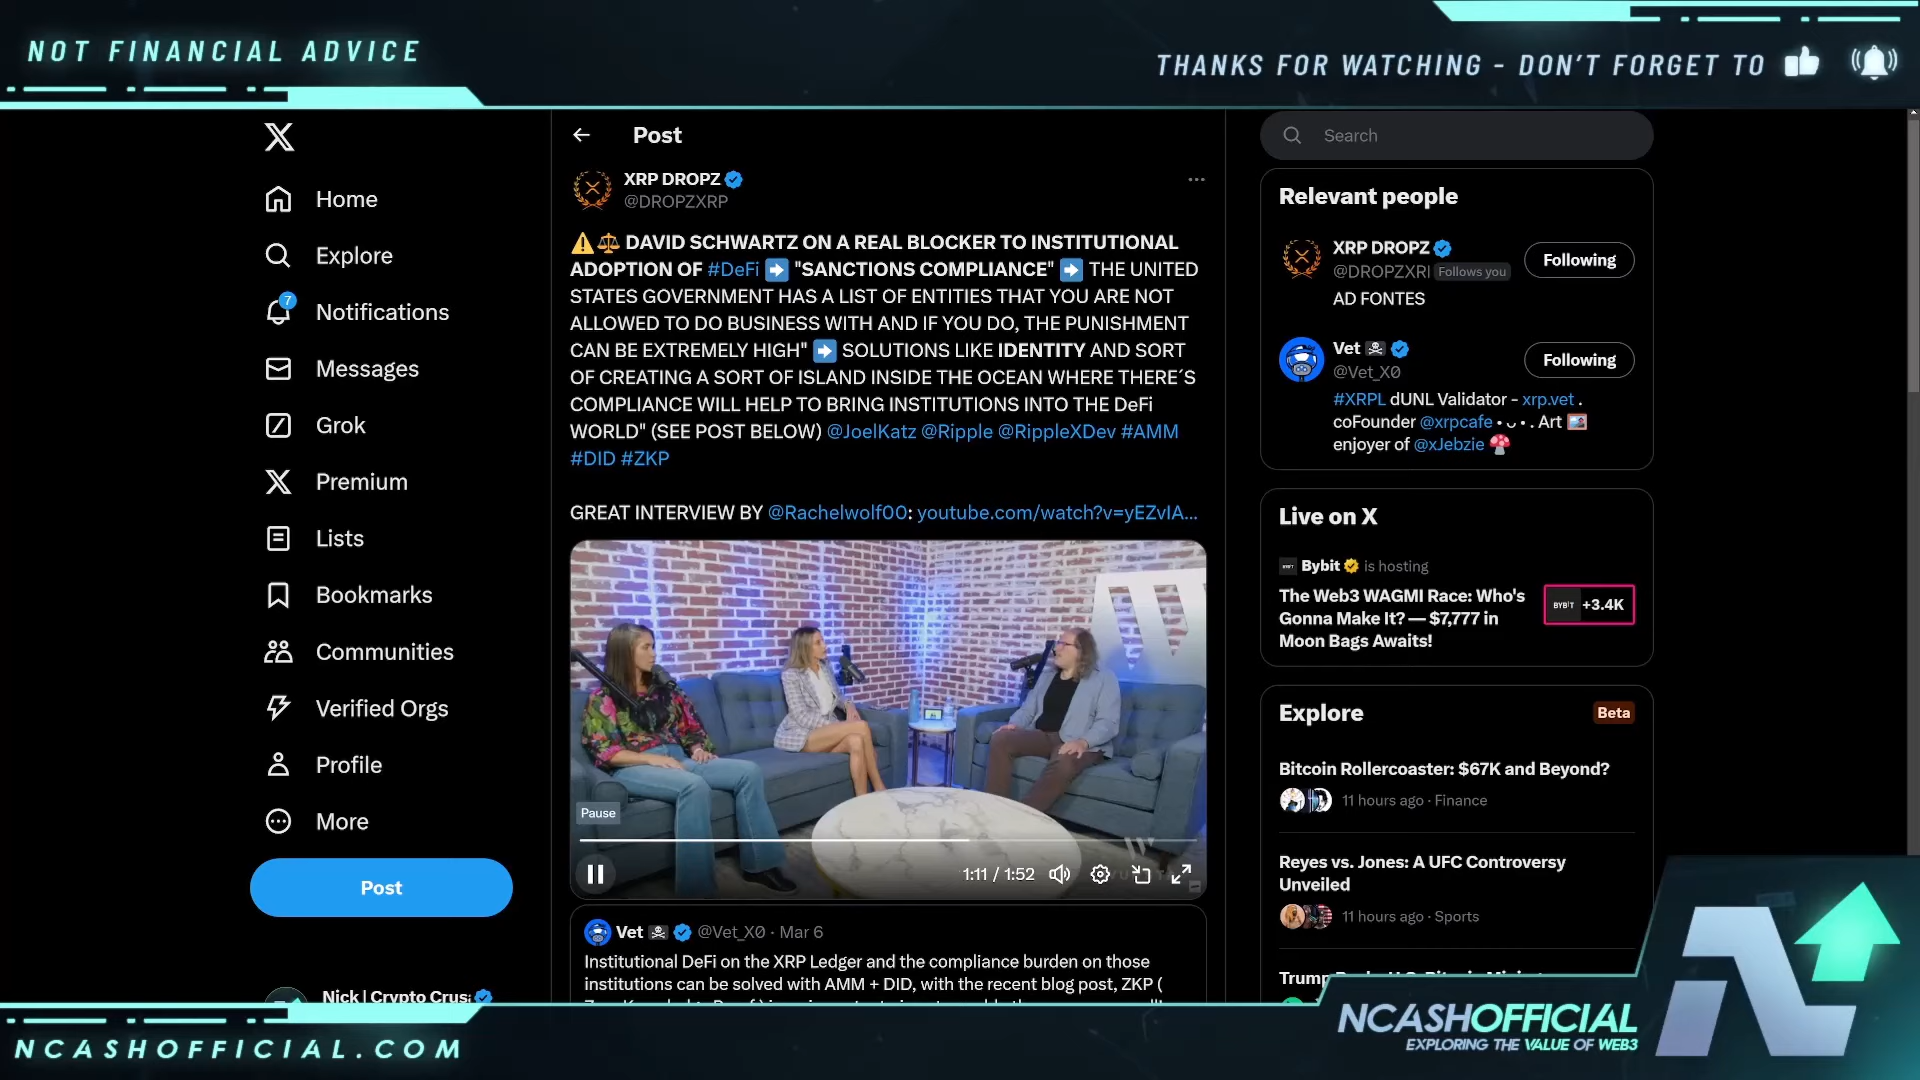 NOT FINANCIAL ADVICE
THANKS FOR WATCHING - DON'T FORGET TO
Home
Explore
7
Notifications
Messages
Grok
Premium
Lists
Bookmarks
Communities
Verified Orgs
Profile
More
Post
Nick | Crypto Crus
Post
XRP DROPZ
@DROPZXRP
⚠️⚖️ DAVID SCHWARTZ ON A REAL BLOCKER TO INSTITUTIONAL
ADOPTION OF #DeFi ➡️ "SANCTIONS COMPLIANCE" ➡️ THE UNITED
STATES GOVERNMENT HAS A LIST OF ENTITIES THAT YOU ARE NOT
ALLOWED TO DO BUSINESS WITH AND IF YOU DO, THE PUNISHMENT
CAN BE EXTREMELY HIGH" ➡️ SOLUTIONS LIKE IDENTITY AND SORT
OF CREATING A SORT OF ISLAND INSIDE THE OCEAN WHERE THERE´S
COMPLIANCE WILL HELP TO BRING INSTITUTIONS INTO THE DeFi
WORLD" (SEE POST BELOW) @JoelKatz @Ripple @RippleXDev #AMM
#DID #ZKP
GREAT INTERVIEW BY @Rachelwolf00: youtube.com/watch?v=yEZvIA...
Pause
1:11 / 1:52
Vet @Vet_X0 · Mar 6
Institutional DeFi on the XRP Ledger and the compliance burden on those
institutions can be solved with AMM + DID, with the recent blog post, ZKP (
Search
Relevant people
XRP DROPZ
@DROPZXRI Follows you
Following
AD FONTES
Vet
@Vet_X0
Following
#XRPL dUNL Validator - xrp.vet .
coFounder @xrpcafe • ᴗ • . Art
enjoyer of @xJebzie
Live on X
Bybit is hosting
The Web3 WAGMI Race: Who's
Gonna Make It? — $7,777 in
Moon Bags Awaits!
BYBIT +3.4K
Explore
Beta
Bitcoin Rollercoaster: $67K and Beyond?
11 hours ago · Finance
Reyes vs. Jones: A UFC Controversy
Unveiled
11 hours ago · Sports
NCASHOFFICIAL.COM
NCASHOFFICIAL
EXPLORING THE VALUE OF WEB3